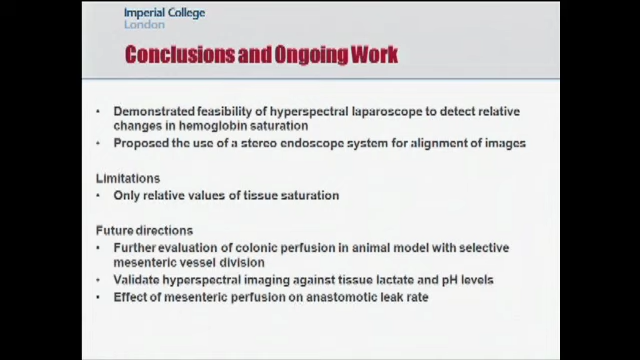 Imperial College
London
Conclusions and Ongoing Work
• Demonstrated feasibility of hyperspectral laparoscope to detect relative
changes in hemoglobin saturation
• Proposed the use of a stereo endoscope system for alignment of images
Limitations
• Only relative values of tissue saturation
Future directions
• Further evaluation of colonic perfusion in animal model with selective
mesenteric vessel division
• Validate hyperspectral imaging against tissue lactate and pH levels
• Effect of mesenteric perfusion on anastomotic leak rate